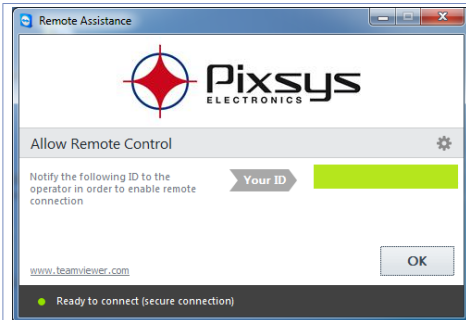 Remote Assistance
Pixsys
ELECTRONICS
Allow Remote Control
Notify the following ID to the
operator in order to enable remote
connection
Your ID
OK
www.teamviewer.com
Ready to connect (secure connection)